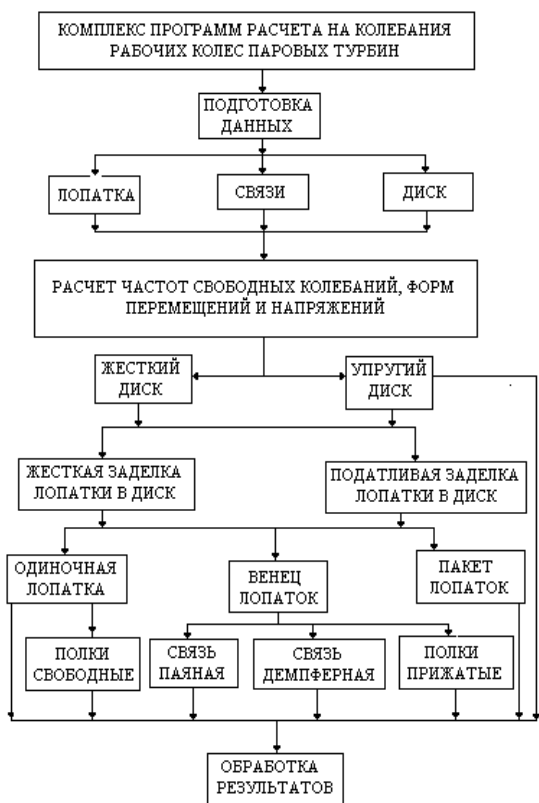 КОМПЛЕКС ПРОГРАММ РАСЧЕТА НА КОЛЕБАНИЯ
РАБОЧИХ КОЛЕС ПАРОВЫХ ТУРБИН
ПОДГОТОВКА
ДАННЫХ
ЛОПАТКА
СВЯЗИ
ДИСК
РАСЧЕТ ЧАСТОТ СВОБОДНЫХ КОЛЕБАНИЙ, ФОРМ
ПЕРЕМЕЩЕНИЙ И НАПРЯЖЕНИЙ
ЖЕСТКИЙ
ДИСК
УПРУГИЙ
ДИСК
ЖЕСТКАЯ ЗАДЕЛКА
ЛОПАТКИ В ДИСК
ПОДАТЛИВАЯ ЗАДЕЛКА
ЛОПАТКИ В ДИСК
ОДИНОЧНАЯ
ЛОПАТКА
ВЕНЕЦ
ЛОПАТОК
ПАКЕТ
ЛОПАТОК
ПОЛКИ
СВОБОДНЫЕ
СВЯЗЬ
ПАЯНАЯ
СВЯЗЬ
ДЕМПФЕРНАЯ
ПОЛКИ
ПРИЖАТЫЕ
ОБРАБОТКА
РЕЗУЛЬТАТОВ